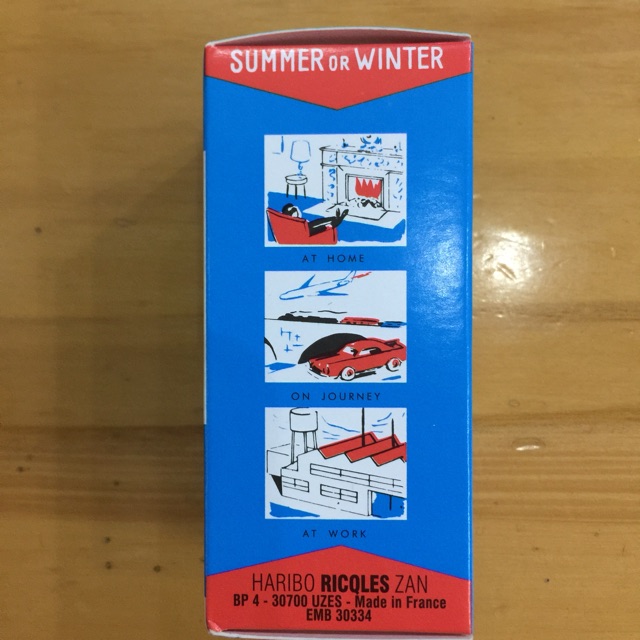 SUMMER OR WINTER
AT HOME
ON JOURNEY
AT WORK
HARIBO RICQLES ZAN
BP 4 - 30700 UZES - Made in France
EMB 30334